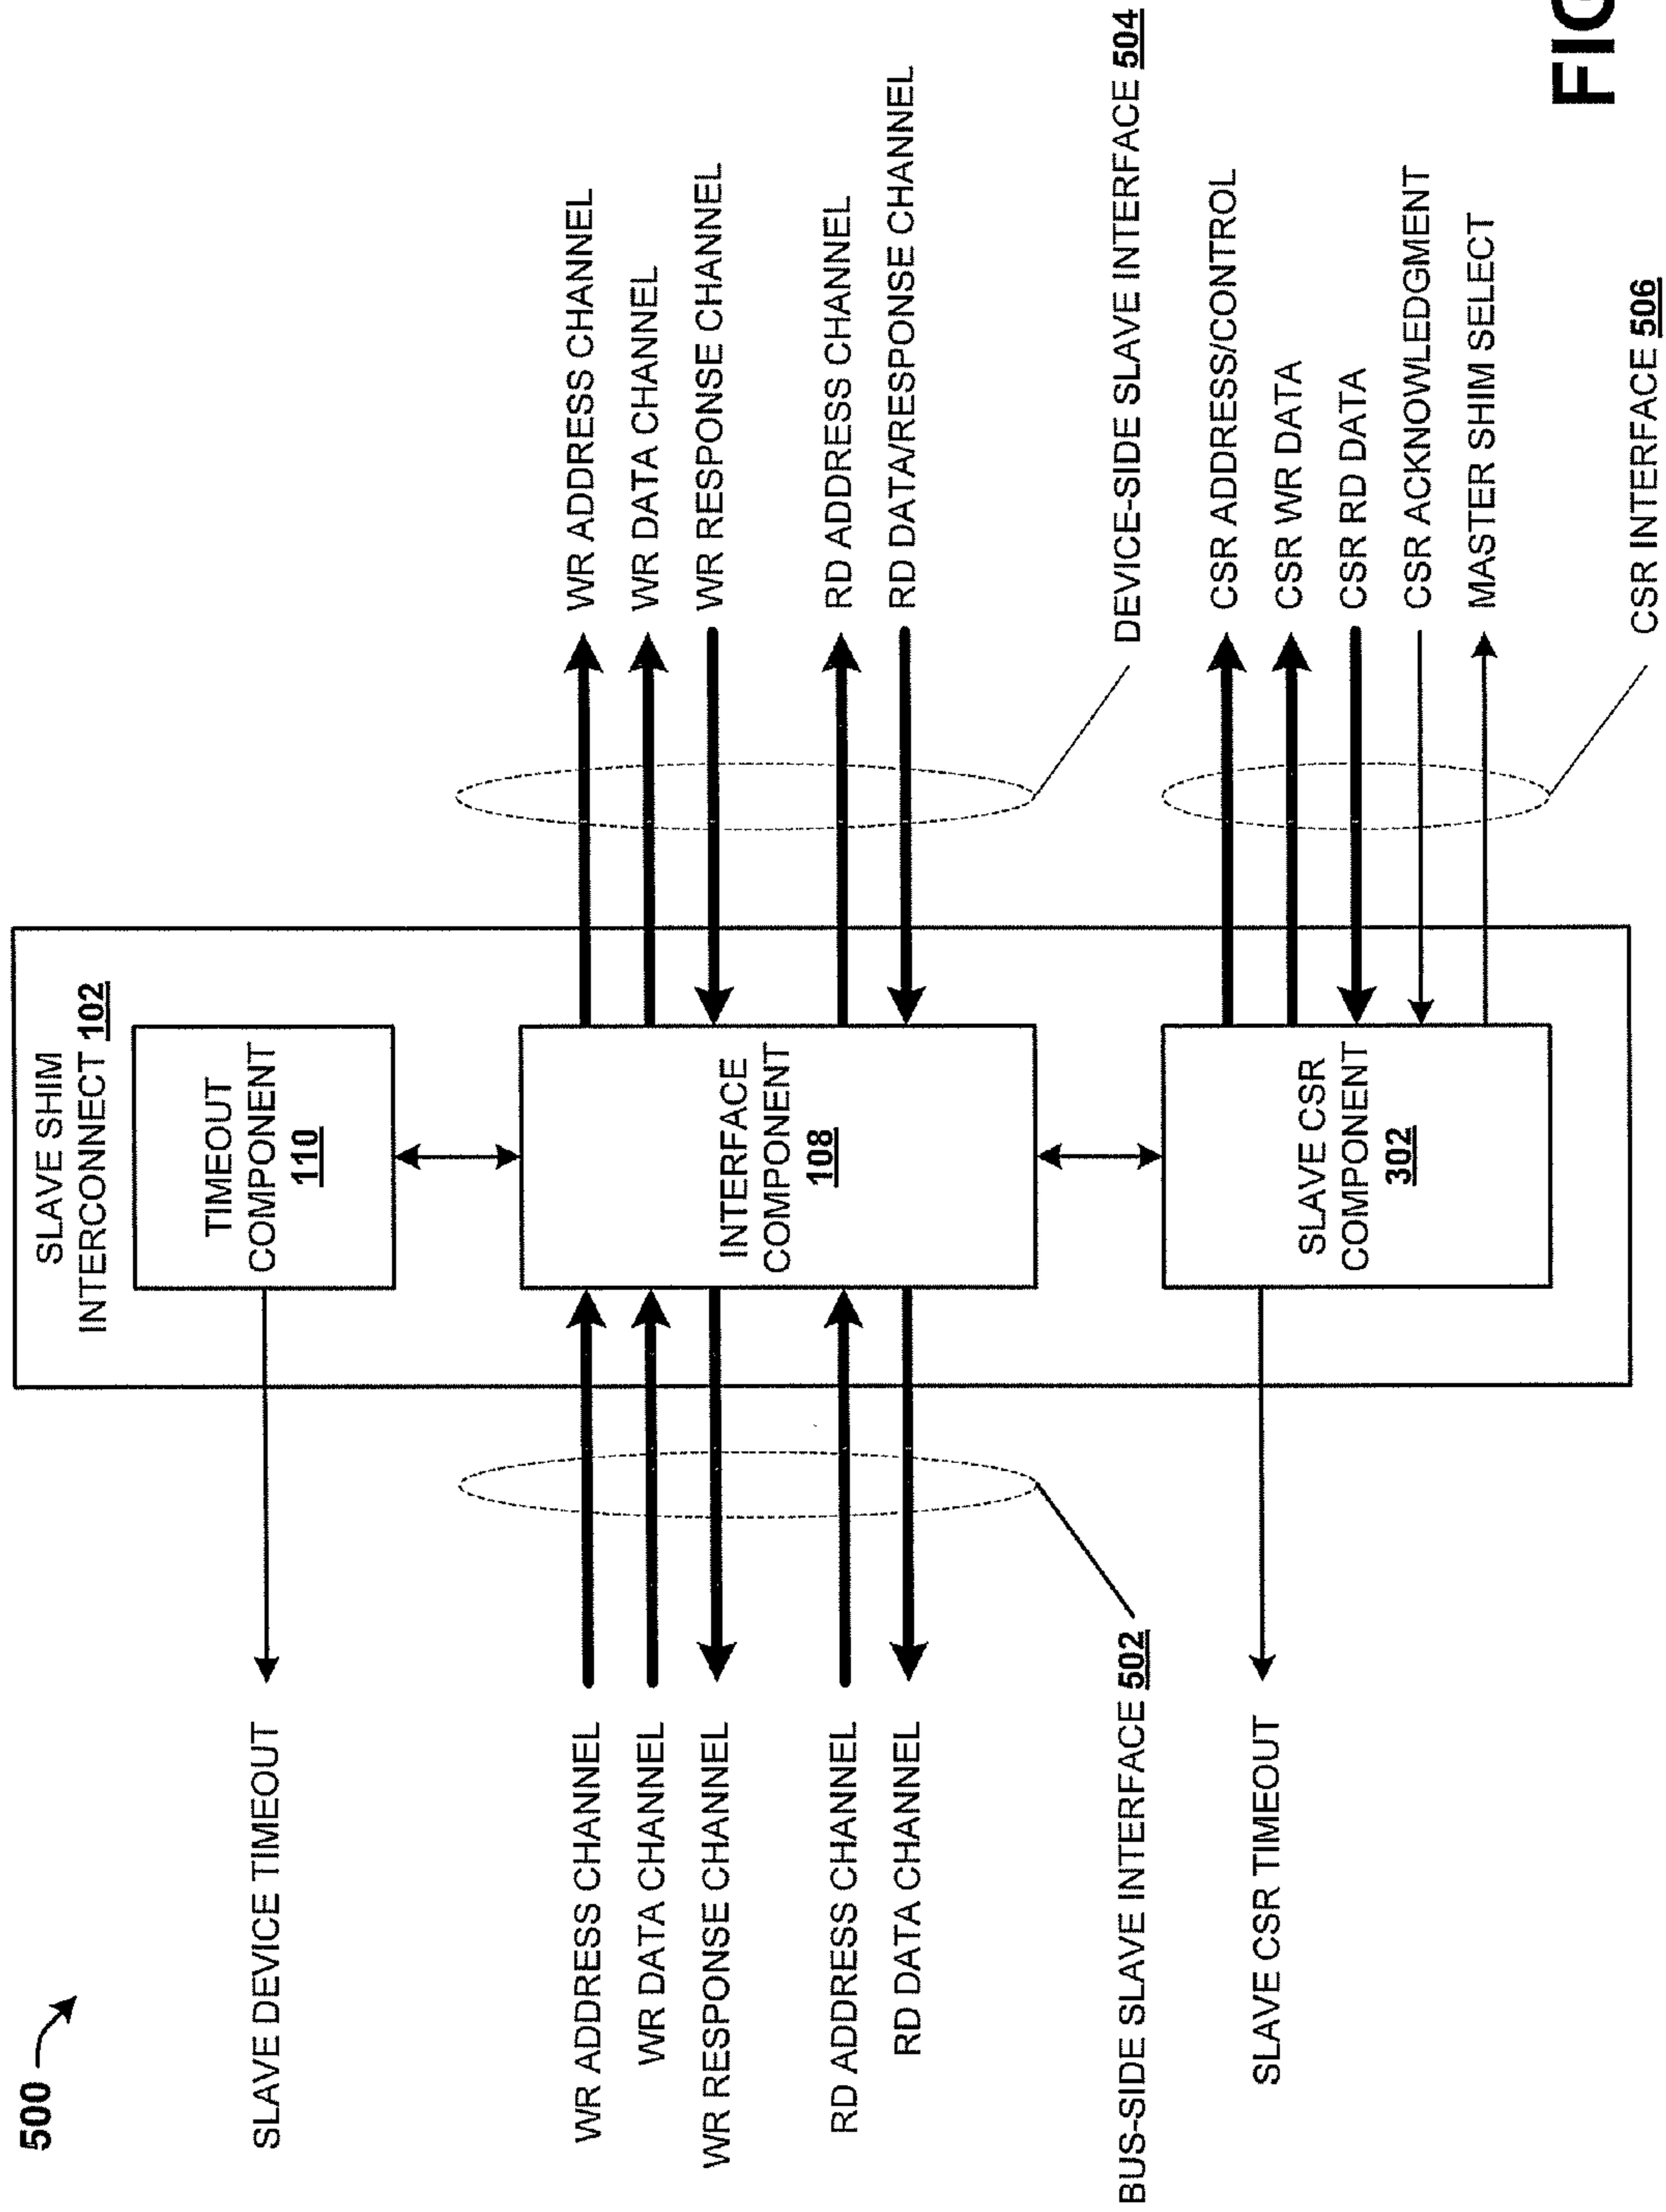 500
SLAVE SHIM
INTERCONNECT 102
SLAVE DEVICE TIMEOUT
TIMEOUT
COMPONENT
110
WR ADDRESS CHANNEL
WR DATA CHANNEL
WR RESPONSE CHANNEL
RD ADDRESS CHANNEL
RD DATA CHANNEL
BUS-SIDE SLAVE INTERFACE 502
INTERFACE
COMPONENT
108
WR ADDRESS CHANNEL
WR DATA CHANNEL
WR RESPONSE CHANNEL
RD ADDRESS CHANNEL
RD DATA/RESPONSE CHANNEL
DEVICE-SIDE SLAVE INTERFACE 504
SLAVE CSR TIMEOUT
SLAVE CSR
COMPONENT
302
CSR ADDRESS/CONTROL
CSR WR DATA
CSR RD DATA
CSR ACKNOWLEDGMENT
MASTER SHIM SELECT
CSR INTERFACE 506